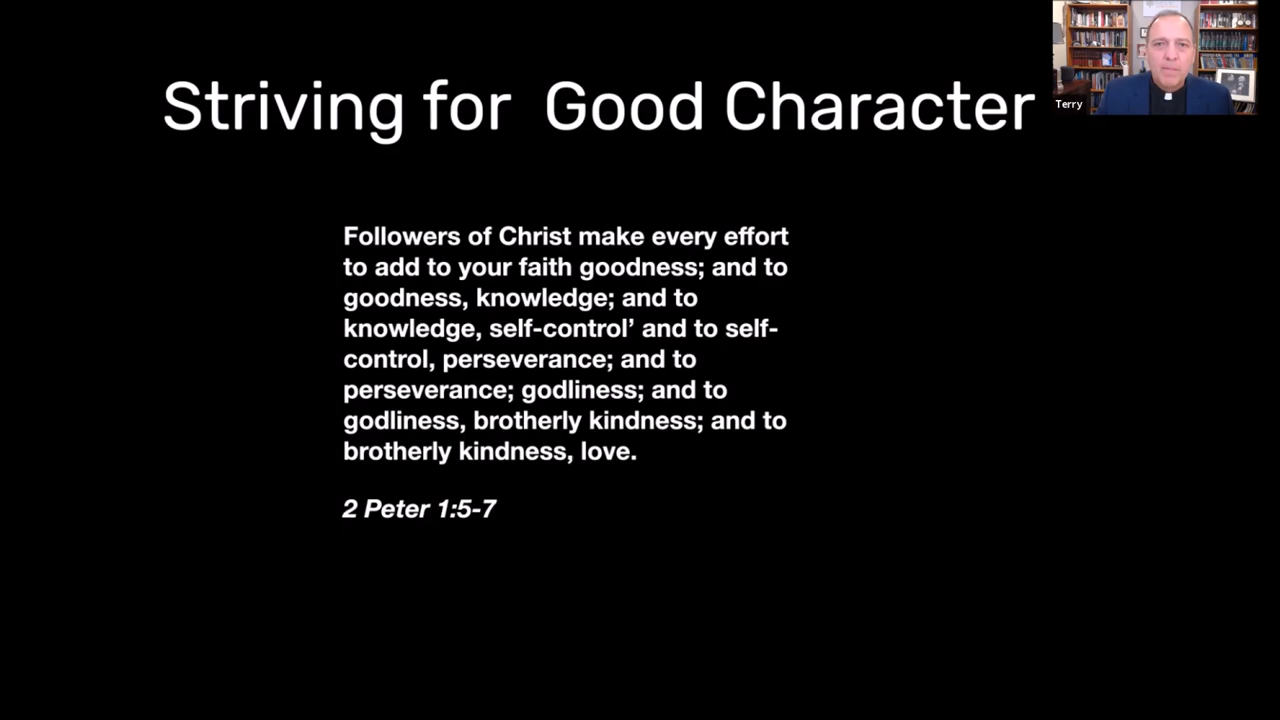 Striving for Good Character
Terry
Followers of Christ make every effort
to add to your faith goodness; and to
goodness, knowledge; and to
knowledge, self-control’ and to self-
control, perseverance; and to
perseverance; godliness; and to
godliness, brotherly kindness; and to
brotherly kindness, love.
2 Peter 1:5-7